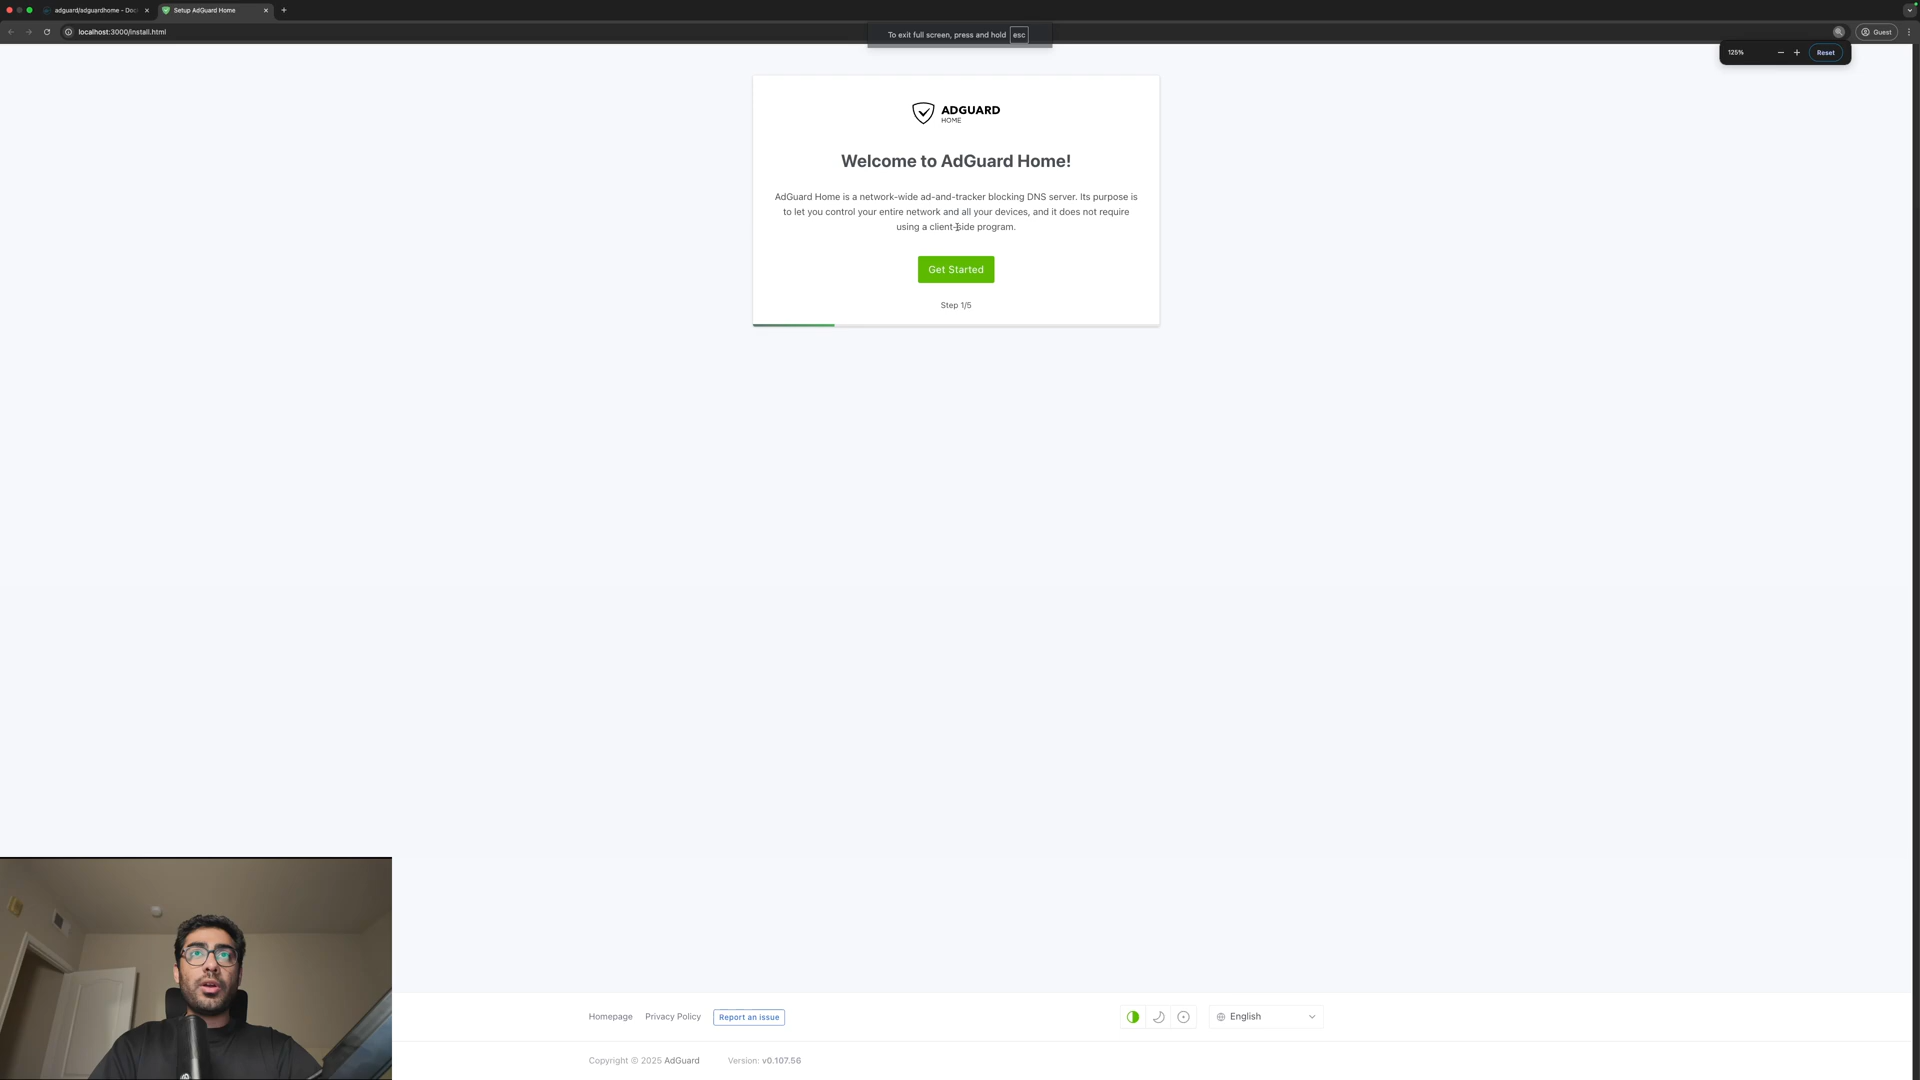 adguard/adguardhome - Doc
Setup AdGuard Home
localhost:3000/install.html
To exit full screen, press and hold esc
Guest
125%
Reset
ADGUARD
HOME
Welcome to AdGuard Home!
AdGuard Home is a network-wide ad-and-tracker blocking DNS server. Its purpose is
to let you control your entire network and all your devices, and it does not require
using a client-side program.
Get Started
Step 1/5
Homepage
Privacy Policy
Report an issue
English
Copyright © 2025 AdGuard
Version: v0.107.56